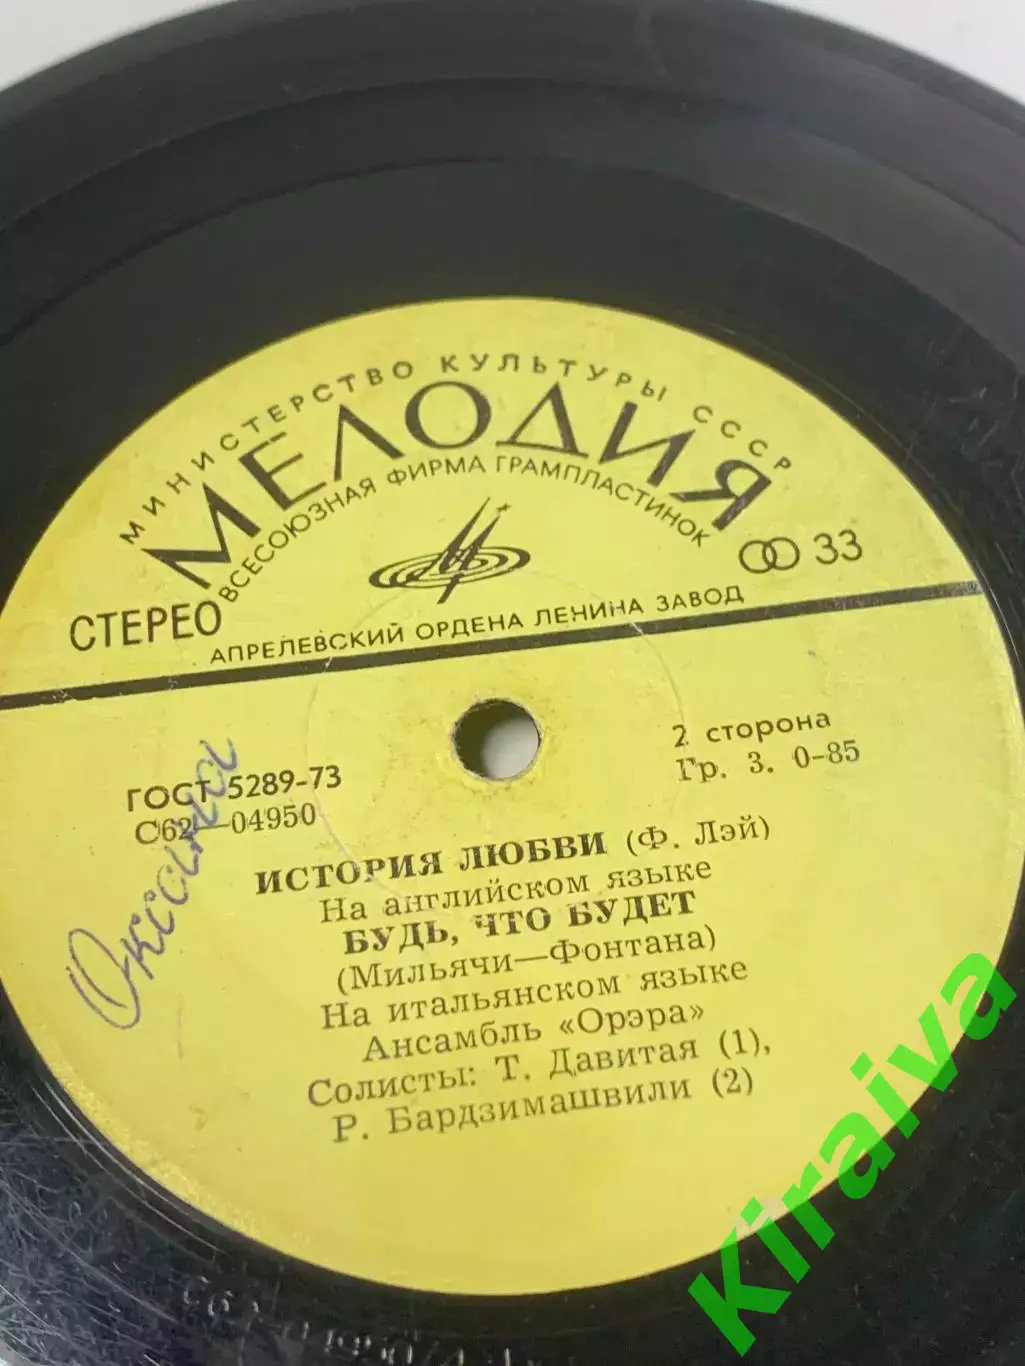 МИНИСТЕРСТВО КУЛЬТУРЫ СССР
МЕЛОДИЯ
ВСЕСОЮЗНАЯ ФИРМА ГРАМПЛАСТИНОК
СТЕРЕО
33
АПРЕЛЕВСКИЙ ОРДЕНА ЛЕНИНА ЗАВОД
ГОСТ 5289-73
С62—04950
2 сторона
Гр. 3. 0-85
Оксана
ИСТОРИЯ ЛЮБВИ (Ф. Лэй)
На английском языке
БУДЬ, ЧТО БУДЕТ
(Мильячи—Фонтана)
На итальянском языке
Ансамбль «Орэра»
Солисты: Т. Давитая (1),
Р. Бардзимашвили (2)
Kiraiva